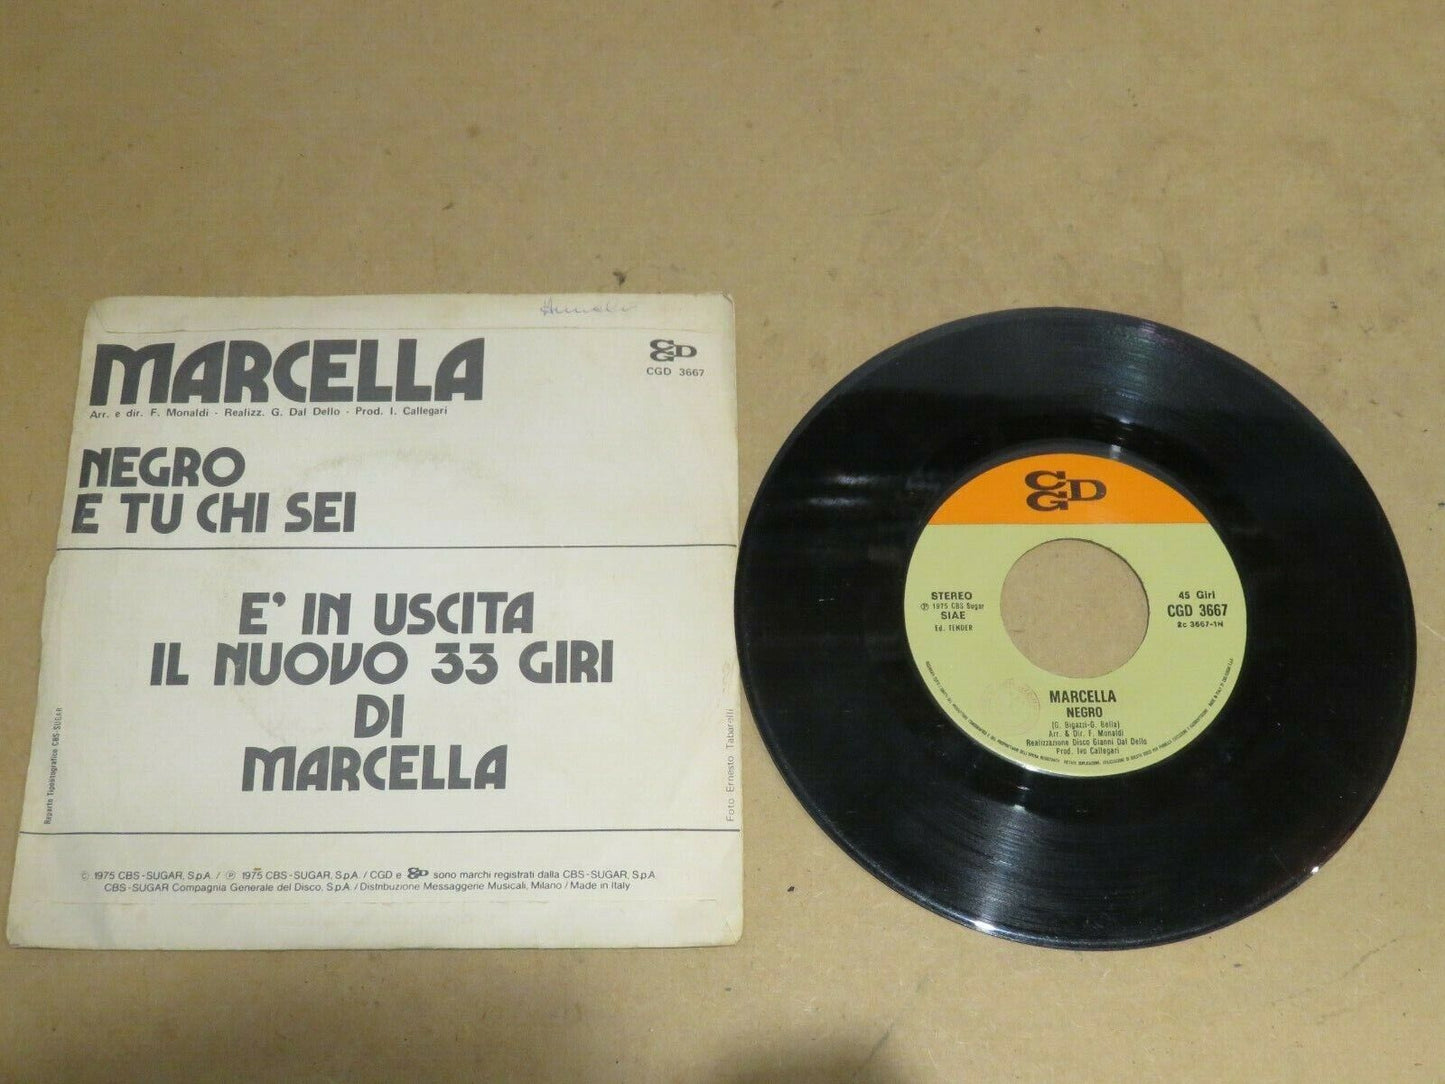 MARCELLA
Arr. e dir. F. Monaldi - Realizz. G. Dal Dello - Prod. I. Callegari
CGD
CGD 3667
NEGRO
E TU CHI SEI
E' IN USCITA
IL NUOVO 33 GIRI
DI
MARCELLA
Reparto Tipolitografico CBS-SUGAR
Foto Ernesto Tabarelli
© 1975 CBS-SUGAR, S.p.A. / ℗ 1975 CBS-SUGAR, S.p.A. / CGD e CGD sono marchi registrati dalla CBS-SUGAR, S.p.A
CBS-SUGAR Compagnia Generale del Disco, S.p.A. / Distribuzione Messaggerie Musicali, Milano / Made in Italy
CGD
STEREO
℗ 1975 CBS Sugar
SIAE
Ed. TENDER
45 Giri
CGD 3667
2c 3667-1N
MARCELLA
NEGRO
(G. Bigazzi-G. Bella)
Arr. & Dir. F. Monaldi
Realizzazione Disco Gianni Dal Dello
Prod. Ivo Callegari